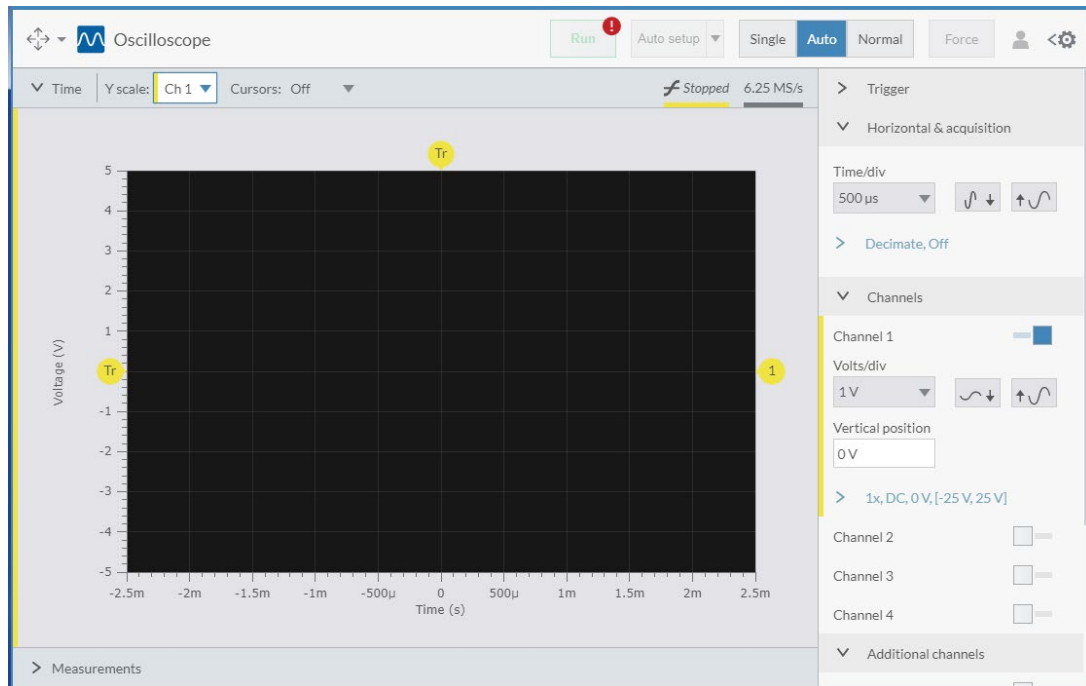 Oscilloscope
Run ! Auto setup Single Auto Normal Force
Time Y scale: Ch 1 Cursors: Off Stopped 6.25 MS/s
Tr
5
4
3
2
1
Tr
1
-1
-2
-3
-4
-5
Voltage (V)
-2.5m -2m -1.5m -1m -500µ 0 500µ 1m 1.5m 2m 2.5m
Time (s)
Measurements
Trigger
Horizontal & acquisition
Time/div
500 µs
Decimate, Off
Channels
Channel 1
Volts/div
1 V
Vertical position
0 V
1x, DC, 0 V, [-25 V, 25 V]
Channel 2
Channel 3
Channel 4
Additional channels